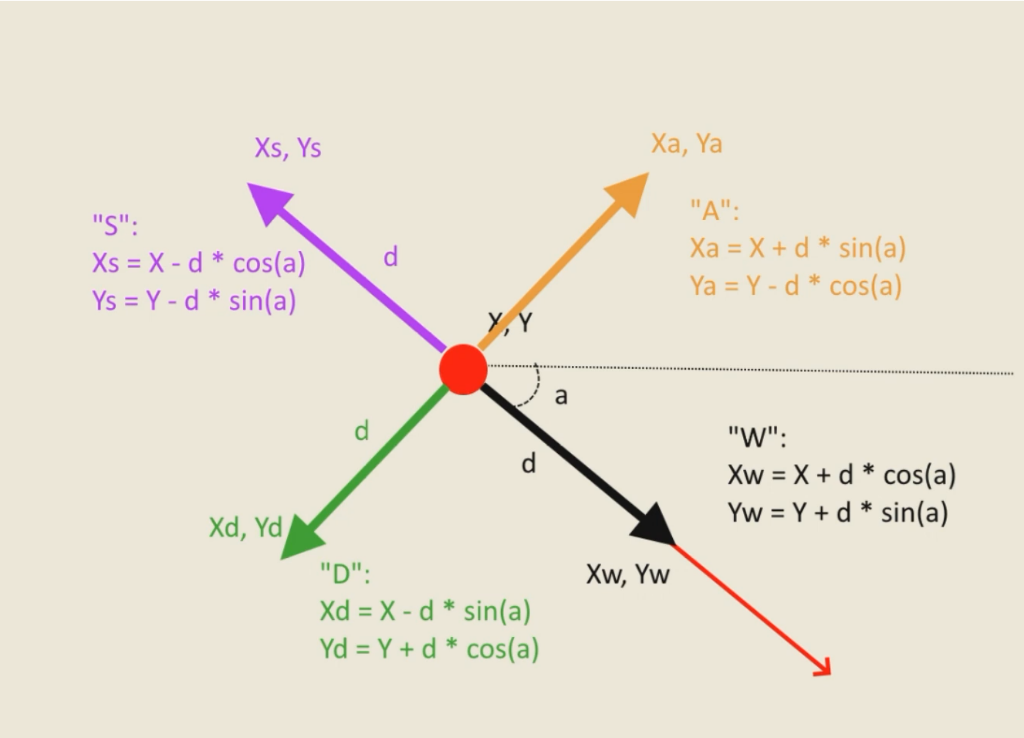 Xs, Ys
Xa, Ya
"S":
Xs = X - d * cos(a)
Ys = Y - d * sin(a)
d
"A":
Xa = X + d * sin(a)
Ya = Y - d * cos(a)
X, Y
a
d
d
"W":
Xw = X + d * cos(a)
Yw = Y + d * sin(a)
Xd, Yd
Xw, Yw
"D":
Xd = X - d * sin(a)
Yd = Y + d * cos(a)